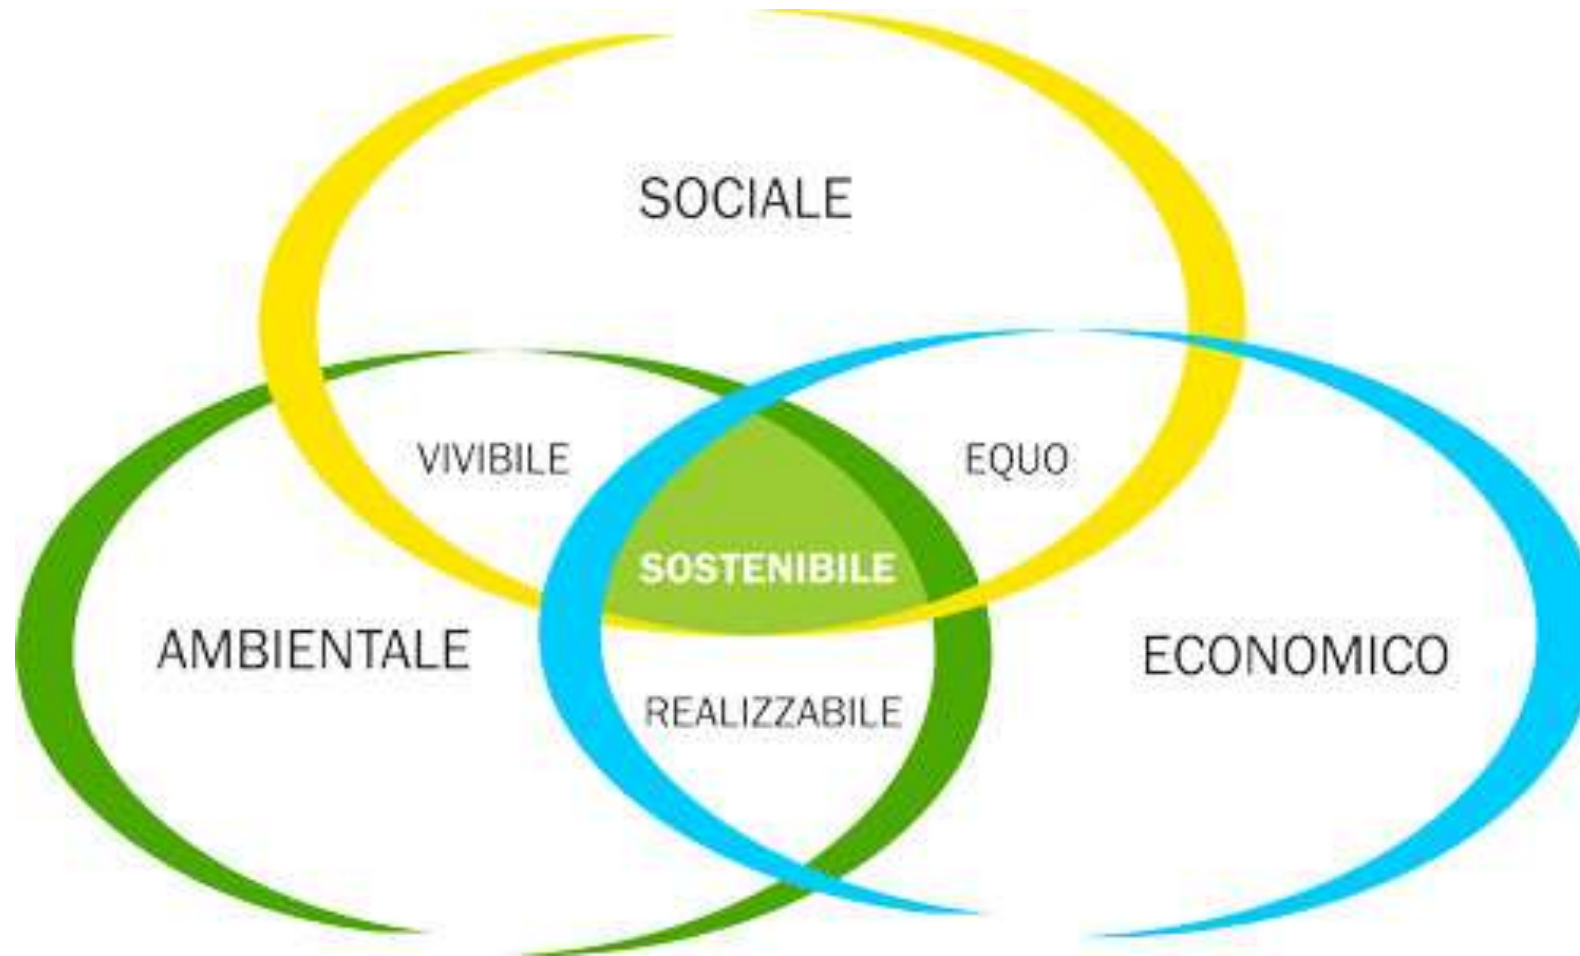 SOCIALE
VIVIBILE
EQUO
SOSTENIBILE
AMBIENTALE
ECONOMICO
REALIZZABILE